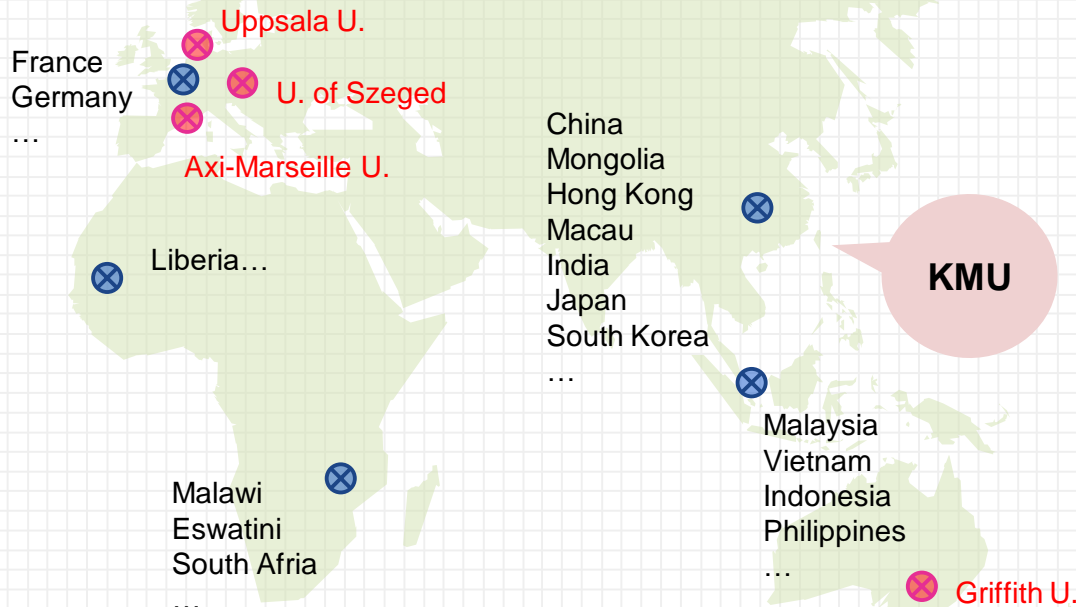 Uppsala U.
France
Germany
…
U. of Szeged
Axi-Marseille U.
China
Mongolia
Hong Kong
Macau
India
Japan
South Korea
…
Liberia…
KMU
Malawi
Eswatini
South Afria
…
Malaysia
Vietnam
Indonesia
Philippines
…
Griffith U.